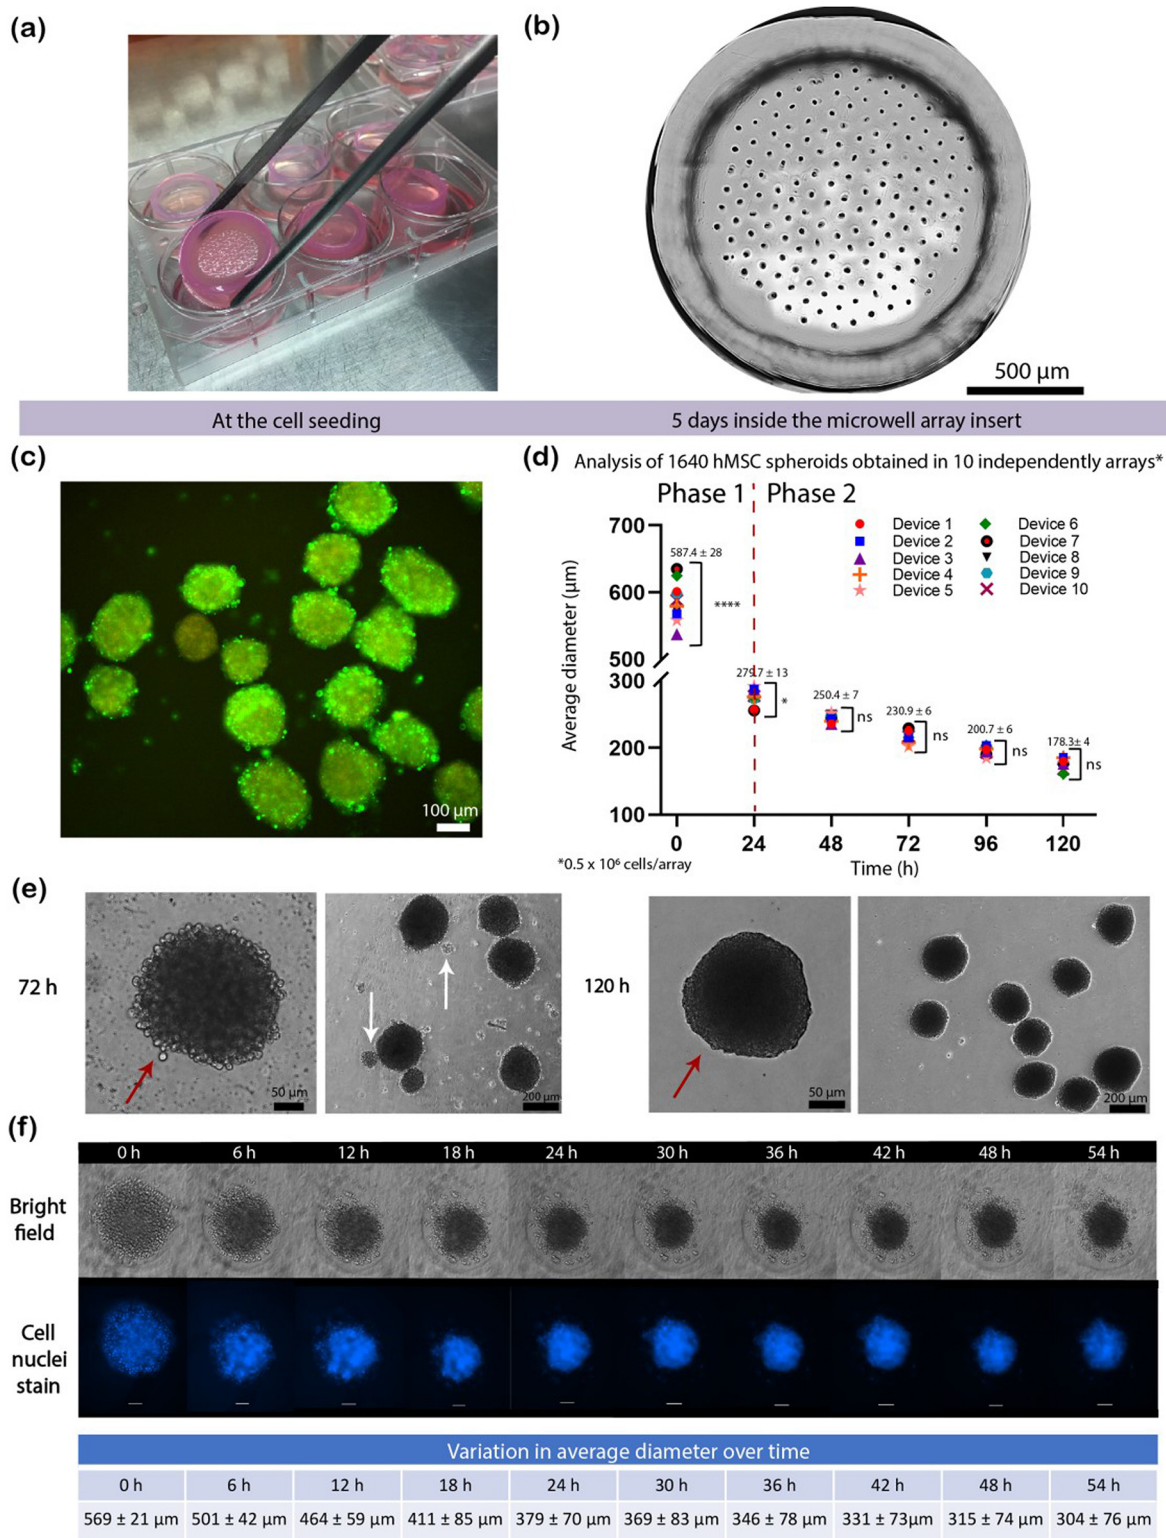 (a)
(b)
500 µm
At the cell seeding
5 days inside the microwell array insert
(c)
100 µm
(d)
Analysis of 1640 hMSC spheroids obtained in 10 independently arrays*
Phase 1
Phase 2
Device 1
Device 2
Device 3
Device 4
Device 5
Device 6
Device 7
Device 8
Device 9
Device 10
Average diameter (µm)
700
600
500
300
200
100
587.4 ± 28
****
279.7 ± 13
*
250.4 ± 7
ns
230.9 ± 6
ns
200.7 ± 6
ns
178.3± 4
ns
0 24 48 72 96 120
Time (h)
*0.5 x 10⁶ cells/array
(e)
72 h
50 µm
200 µm
120 h
50 µm
200 µm
(f)
0 h 6 h 12 h 18 h 24 h 30 h 36 h 42 h 48 h 54 h
Bright
field
Cell
nuclei
stain
Variation in average diameter over time
0 h 6 h 12 h 18 h 24 h 30 h 36 h 42 h 48 h 54 h
569 ± 21 µm 501 ± 42 µm 464 ± 59 µm 411 ± 85 µm 379 ± 70 µm 369 ± 83 µm 346 ± 78 µm 331 ± 73µm 315 ± 74 µm 304 ± 76 µm